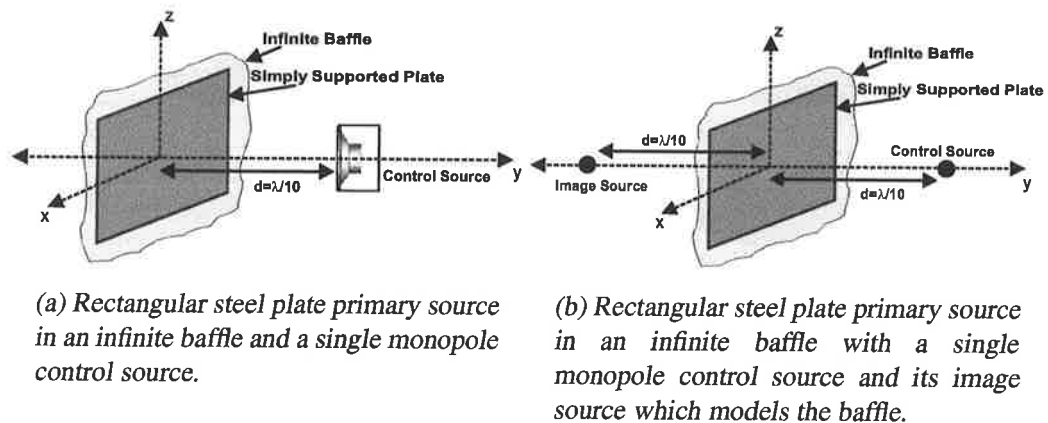 z
Infinite Baffle
Simply Supported Plate
Control Source
d=λ/10
x
y
(a) Rectangular steel plate primary source
in an infinite baffle and a single monopole
control source.
z
Infinite Baffle
Simply Supported Plate
d=λ/10
Control Source
Image Source
d=λ/10
x
y
(b) Rectangular steel plate primary source
in an infinite baffle with a single
monopole control source and its image
source which models the baffle.